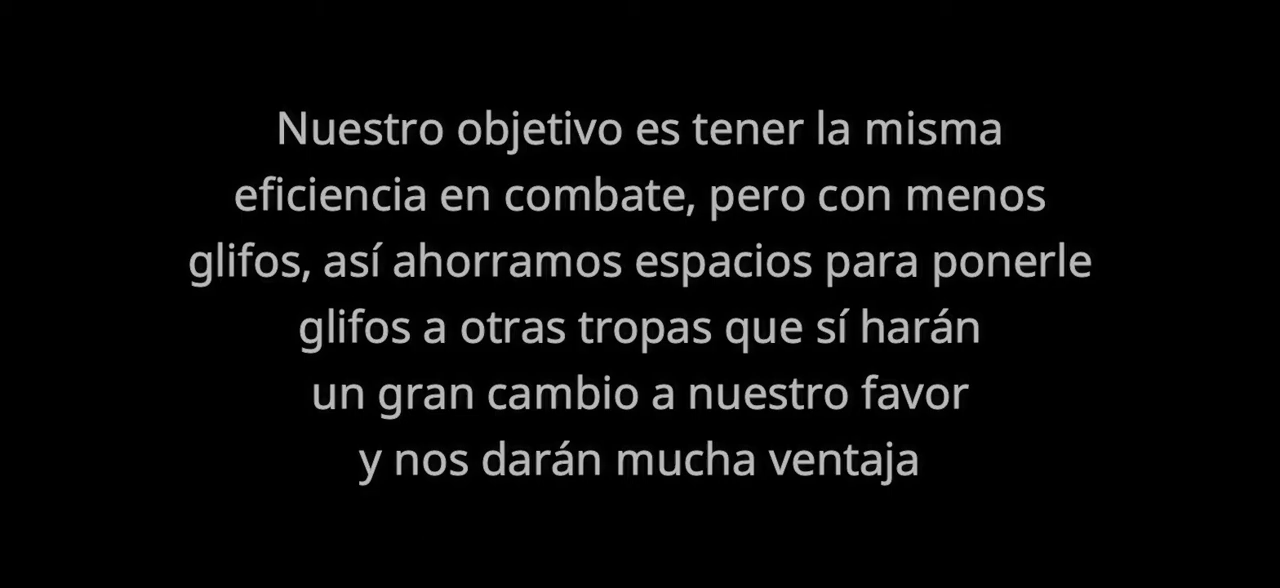 Nuestro objetivo es tener la misma
eficiencia en combate, pero con menos
glifos, así ahorramos espacios para ponerle
glifos a otras tropas que sí harán
un gran cambio a nuestro favor
y nos darán mucha ventaja